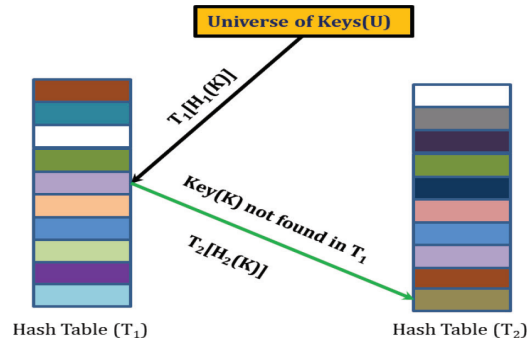 Universe of Keys(U)
T₁[H₁(K)]
Key(K) not found in T₁
T₂[H₂(K)]
Hash Table (T₁)
Hash Table (T₂)